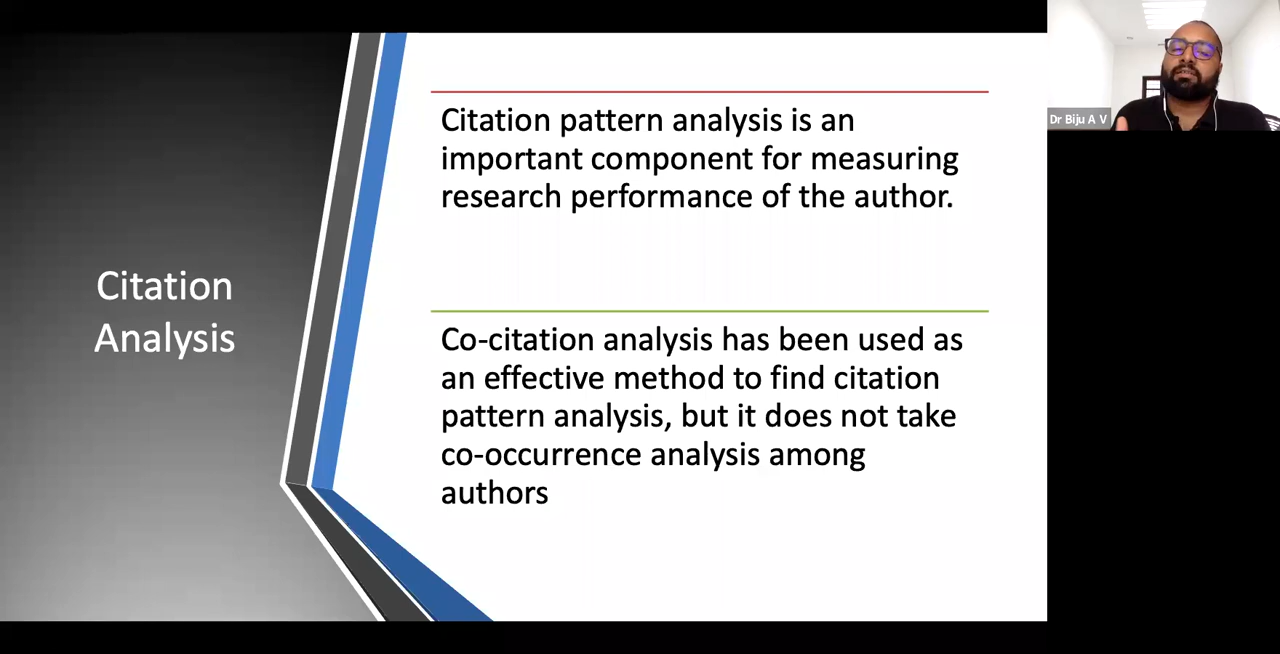 Citation
Analysis
Citation pattern analysis is an
important component for measuring
research performance of the author.
Co-citation analysis has been used as
an effective method to find citation
pattern analysis, but it does not take
co-occurrence analysis among
authors
Dr Biju A V